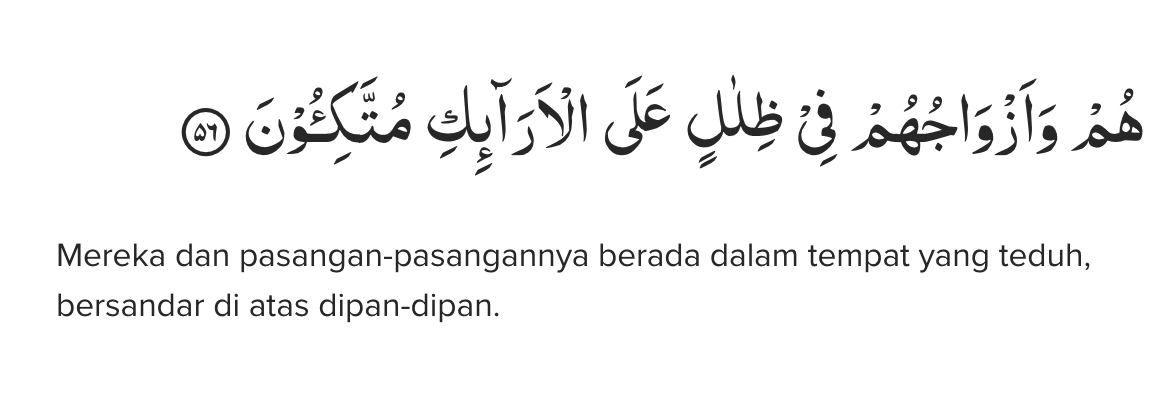 هُمْ وَاَزْوَاجُهُمْ فِيْ ظِلٰلٍ عَلَى الْاَرَاۤىِٕكِ مُتَّكِـُٔوْنَ ۝٥٦
Mereka dan pasangan-pasangannya berada dalam tempat yang teduh,
bersandar di atas dipan-dipan.